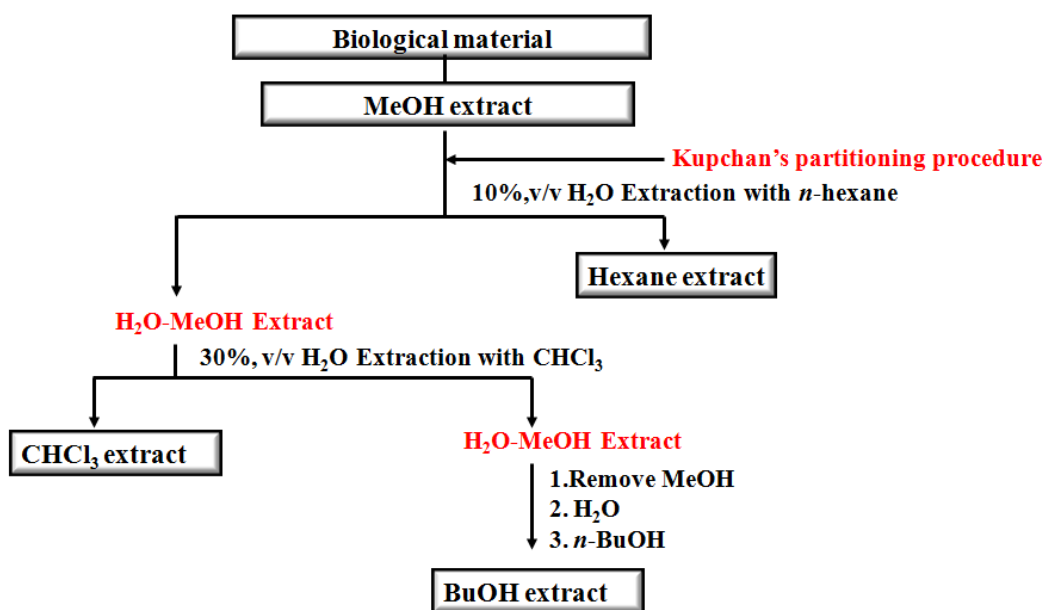 Biological material
MeOH extract
Kupchan’s partitioning procedure
10%,v/v H₂O Extraction with n-hexane
Hexane extract
H₂O-MeOH Extract
30%, v/v H₂O Extraction with CHCl₃
CHCl₃ extract
H₂O-MeOH Extract
1.Remove MeOH
2. H₂O
3. n-BuOH
BuOH extract